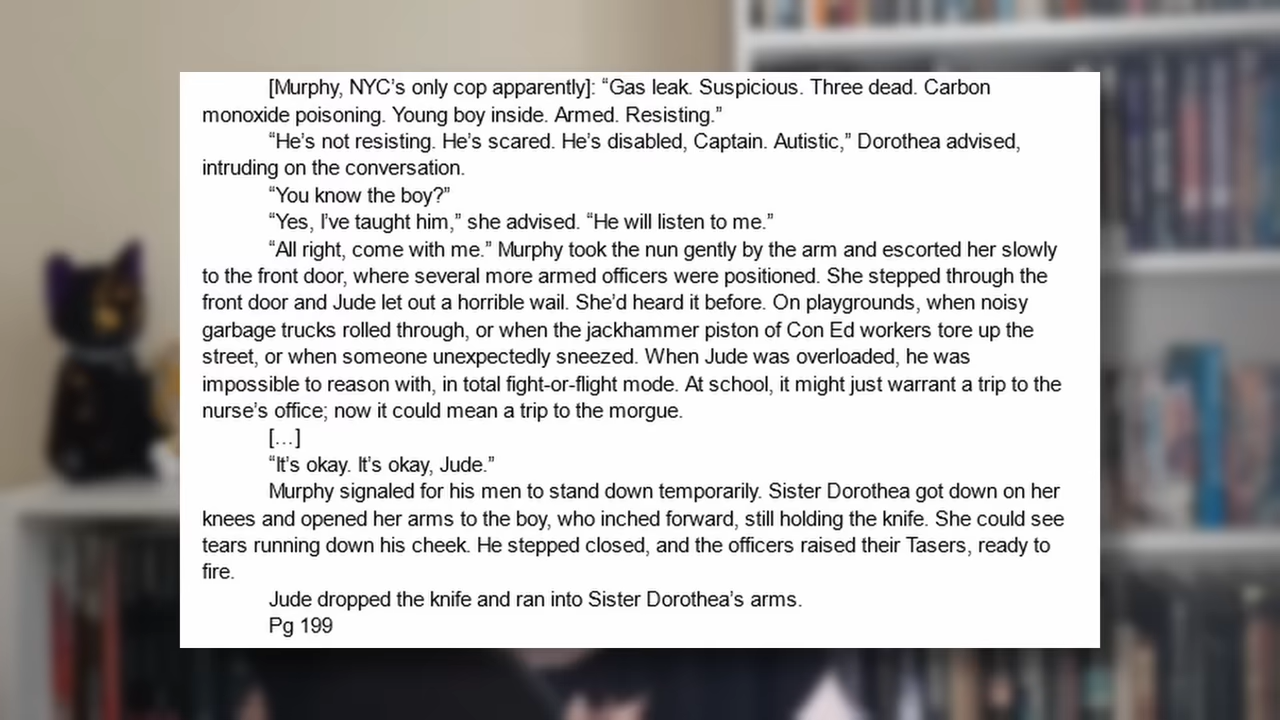 [Murphy, NYC’s only cop apparently]: “Gas leak. Suspicious. Three dead. Carbon
monoxide poisoning. Young boy inside. Armed. Resisting.”
“He’s not resisting. He’s scared. He’s disabled, Captain. Autistic,” Dorothea advised,
intruding on the conversation.
“You know the boy?”
“Yes, I’ve taught him,” she advised. “He will listen to me.”
“All right, come with me.” Murphy took the nun gently by the arm and escorted her slowly
to the front door, where several more armed officers were positioned. She stepped through the
front door and Jude let out a horrible wail. She’d heard it before. On playgrounds, when noisy
garbage trucks rolled through, or when the jackhammer piston of Con Ed workers tore up the
street, or when someone unexpectedly sneezed. When Jude was overloaded, he was
impossible to reason with, in total fight-or-flight mode. At school, it might just warrant a trip to the
nurse’s office; now it could mean a trip to the morgue.
[…]
“It’s okay. It’s okay, Jude.”
Murphy signaled for his men to stand down temporarily. Sister Dorothea got down on her
knees and opened her arms to the boy, who inched forward, still holding the knife. She could see
tears running down his cheek. He stepped closed, and the officers raised their Tasers, ready to
fire.
Jude dropped the knife and ran into Sister Dorothea’s arms.
Pg 199